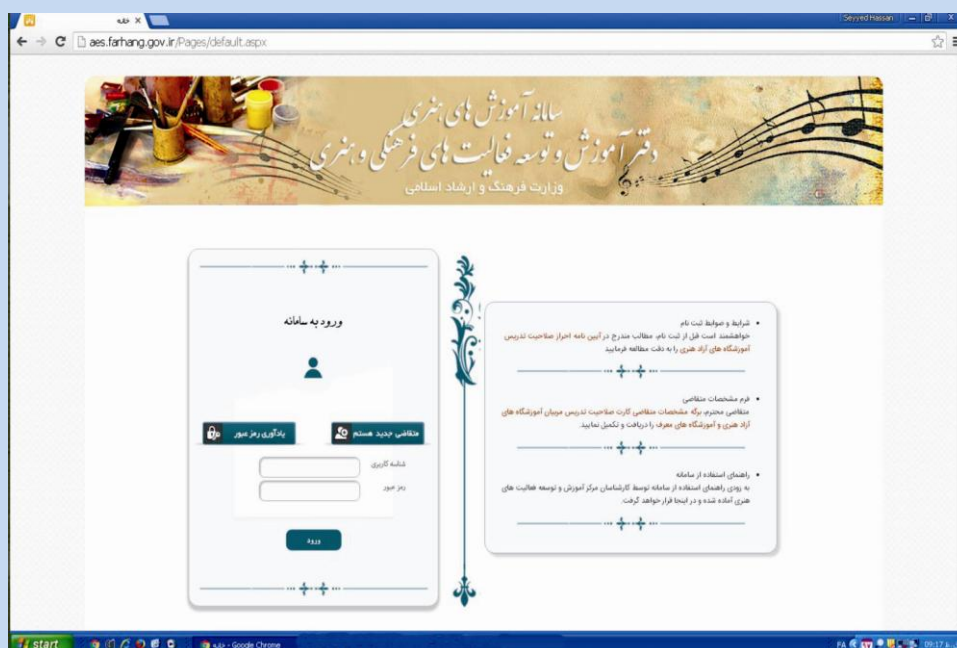 خانه
Seyyed Hassan
aes.farhang.gov.ir/Pages/default.aspx
سامانه آموزش های هنری
دفتر آموزش و توسعه فعالیت های فرهنگی و هنری
وزارت فرهنگ و ارشاد اسلامی
شرایط و ضوابط ثبت نام
خواهشمند است قبل از ثبت نام، مطالب مندرج در آیین نامه احراز صلاحیت تدریس
آموزشگاه های آزاد هنری را به دقت مطالعه فرمایید
فرم مشخصات متقاضی
متقاضی محترم، برگه مشخصات متقاضی کارت صلاحیت تدریس مربیان آموزشگاه های
آزاد هنری و آموزشگاه های معرف را دریافت و تکمیل نمایید.
راهنمای استفاده از سامانه
به زودی راهنمای استفاده از سامانه توسط کارشناسان مرکز آموزش و توسعه فعالیت های
هنری آماده شده و در اینجا قرار خواهد گرفت.
ورود به سامانه
متقاضی جدید هستم
یادآوری رمز عبور
شناسه کاربری
رمز عبور
ورود
start
خانه - Google Chrome
FA
09:17